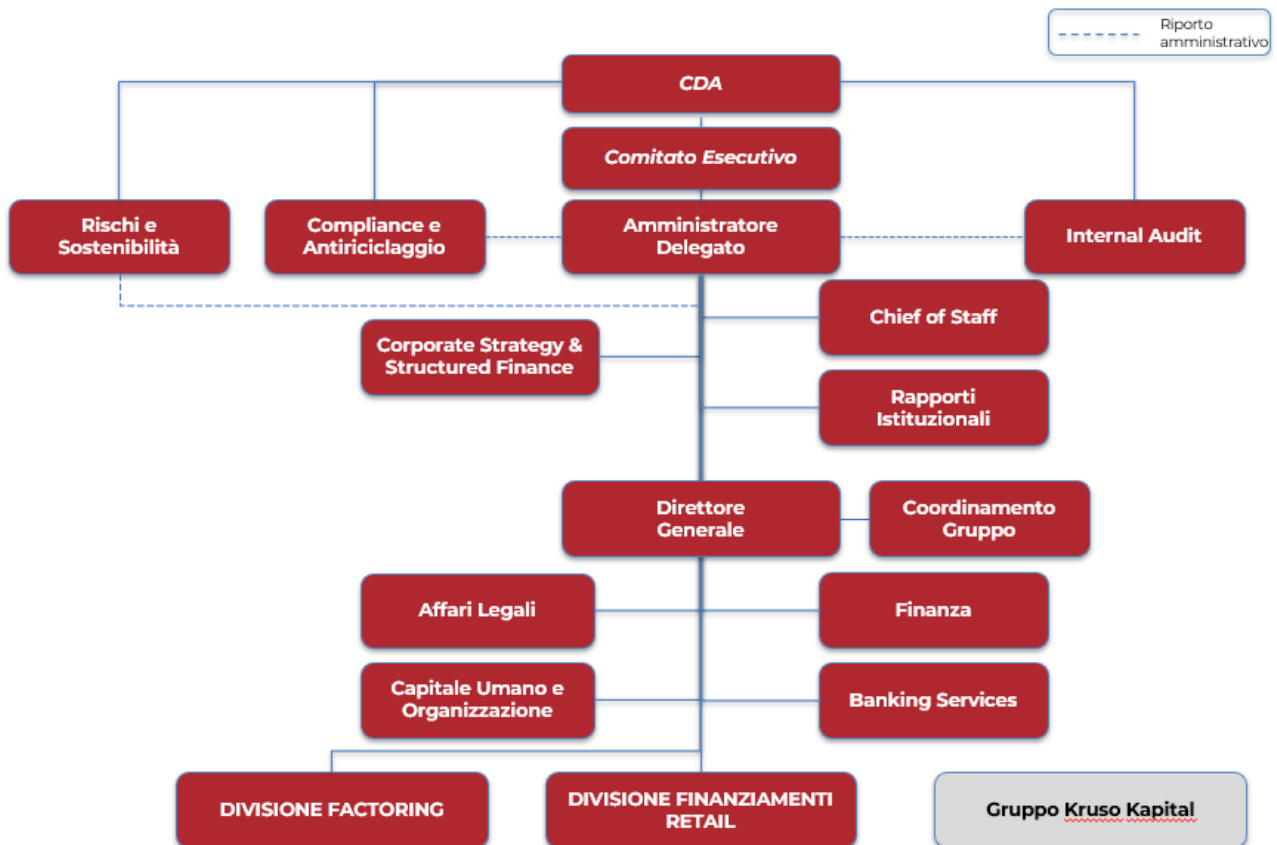 Riporto
amministrativo
CDA
Comitato Esecutivo
Rischi e
Sostenibilità
Compliance e
Antiriciclaggio
Amministratore
Delegato
Internal Audit
Chief of Staff
Corporate Strategy &
Structured Finance
Rapporti
Istituzionali
Direttore
Generale
Coordinamento
Gruppo
Affari Legali
Finanza
Capitale Umano e
Organizzazione
Banking Services
DIVISIONE FACTORING
DIVISIONE FINANZIAMENTI
RETAIL
Gruppo Kruso Kapital